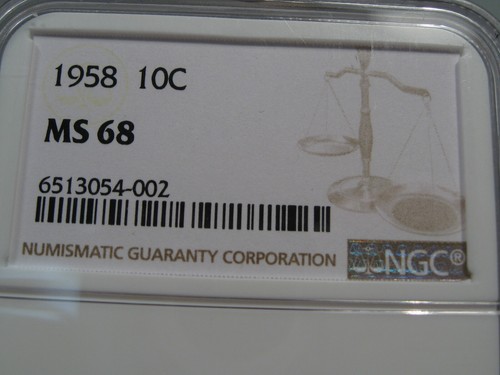 1958 10C
MS 68
6513054-002
NUMISMATIC GUARANTY CORPORATION
NGC®